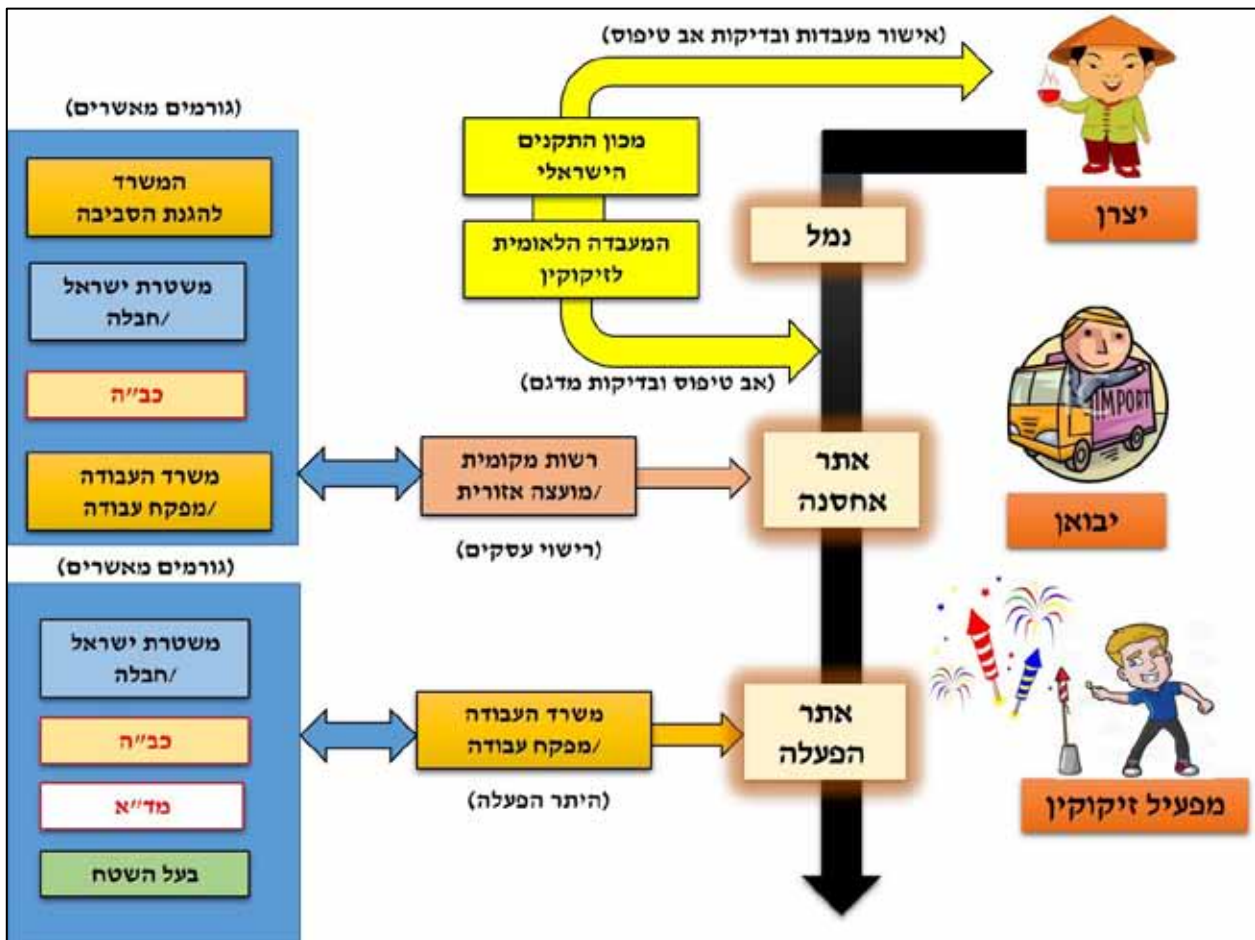 (אישור מעבדות ובדיקות אב טיפוס)
יצרן
מכון התקנים
הישראלי
המעבדה הלאומית
לזיקוקין
(אב טיפוס ובדיקות מדגם)
נמל
(גורמים מאשרים)
המשרד
להגנת הסביבה
משטרת ישראל
/חבלה
כב"ה
משרד העבודה
/מפקח עבודה
IMPORT
יבואן
אתר
אחסנה
רשות מקומית
/מועצה אזורית
(רישוי עסקים)
(גורמים מאשרים)
משטרת ישראל
/חבלה
כב"ה
מד"א
בעל השטח
מפעיל זיקוקין
אתר
הפעלה
משרד העבודה
/מפקח עבודה
(היתר הפעלה)